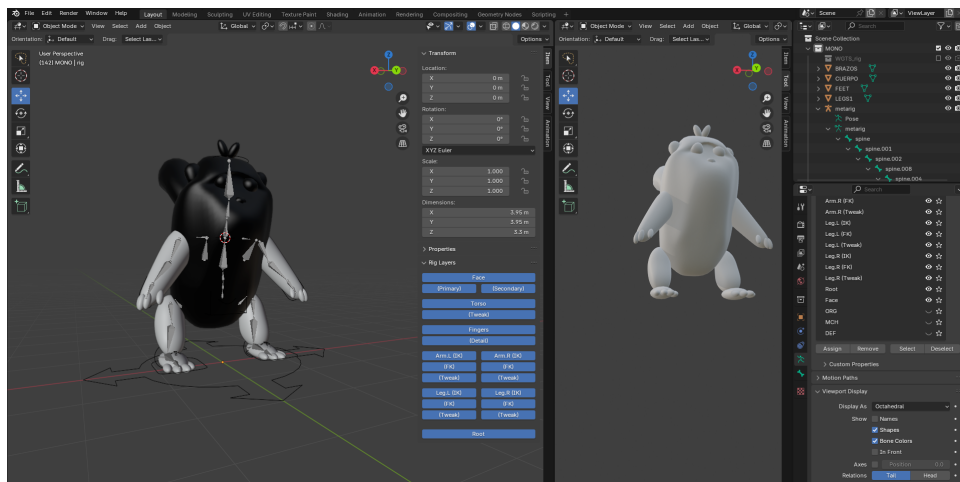 File Edit Render Window Help Layout Modeling Sculpting UV Editing Texture Paint Shading Animation Rendering Compositing Geometry Nodes Scripting + Scene ViewLayer
Object Mode View Select Add Object Global Object Mode View Select Add Object Global Search
Orientation: Default Drag: Select Las... Options Orientation: Default Drag: Select Las... Options
User Perspective
(142) MONO | rig
Transform
Location:
X 0 m
Y 0 m
Z 0 m
Rotation:
X 0°
Y 0°
Z 0°
XYZ Euler
Scale:
X 1.000
Y 1.000
Z 1.000
Dimensions:
X 3.95 m
Y 3.95 m
Z 3.3 m
Properties
Rig Layers
Face
(Primary) (Secondary)
Torso
(Tweak)
Fingers
(Detail)
Arm.L (IK) Arm.R (IK)
(FK) (FK)
(Tweak) (Tweak)
Leg.L (IK) Leg.R (IK)
(FK) (FK)
(Tweak) (Tweak)
Root
Item
Tool
View
Animation
Item
Tool
View
Animation
Scene Collection
MONO
WGTS_rig
BRAZOS
CUERPO
FEET
LEGS1
metarig
Pose
metarig
spine
spine.001
spine.002
spine.008
spine.004
Search
Arm.R (FK)
Arm.R (Tweak)
Leg.L (IK)
Leg.L (FK)
Leg.L (Tweak)
Leg.R (IK)
Leg.R (FK)
Leg.R (Tweak)
Root
Face
ORG
MCH
DEF
Assign Remove Select Deselect
Custom Properties
Motion Paths
Viewport Display
Display As Octahedral
Show Names
Shapes
Bone Colors
In Front
Axes Position 0.0
Relations Tail Head